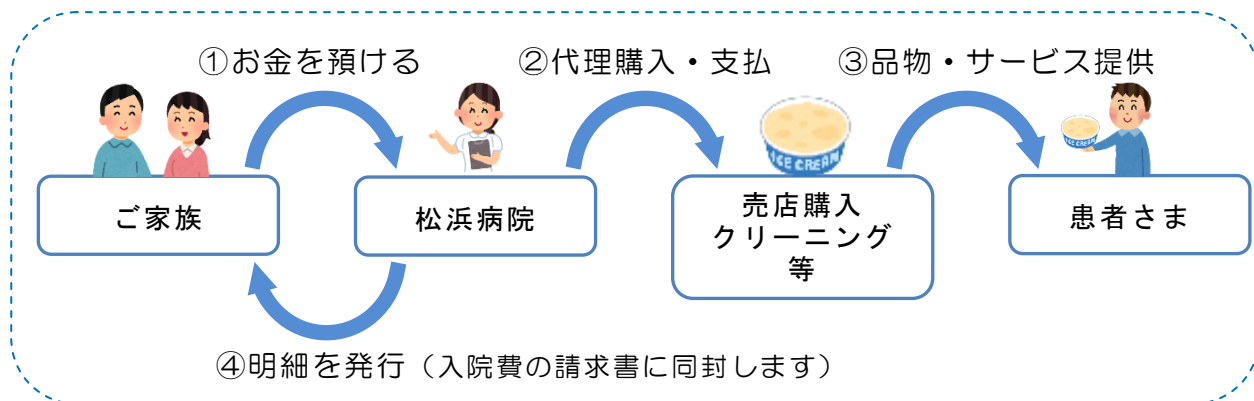 ①お金を預ける
②代理購入・支払
③品物・サービス提供
ICE CREAM
ICE CREAM
ご家族
松浜病院
売店購入
クリーニング
等
患者さま
④明細を発行（入院費の請求書に同封します）